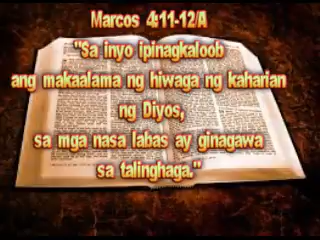 Marcos 4:11-12/A
"Sa inyo ipinagkaloob
ang makaalama ng hiwaga ng kaharian
ng Diyos,
sa mga nasa labas ay ginagawa
sa talinghaga."